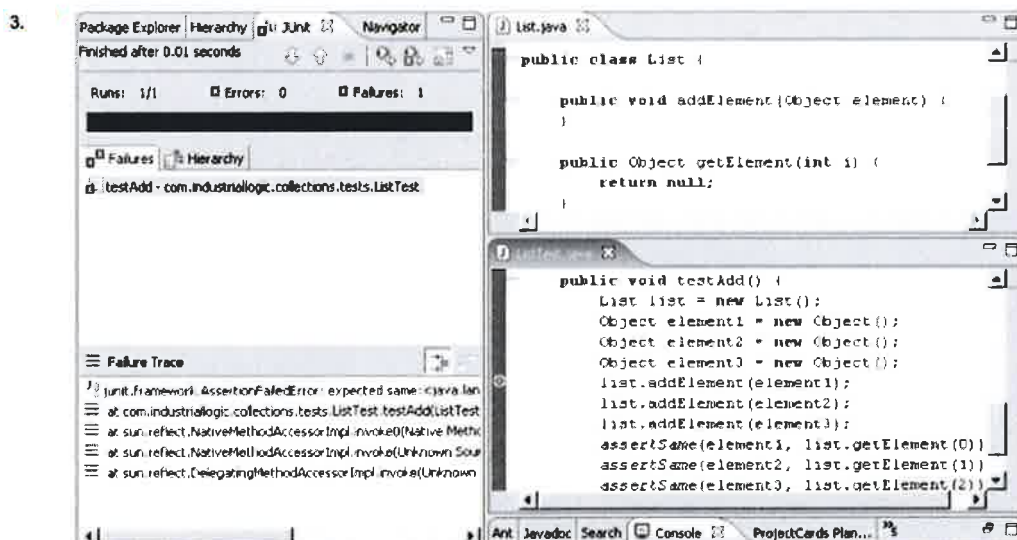 3.
Package Explorer Hierarchy JUnit Navigator
Finished after 0.01 seconds
Runs: 1/1 Errors: 0 Failures: 1
Failures Hierarchy
testAdd - com.industriallogic.collections.tests.ListTest
Failure Trace
junit.framework.AssertionFailedError: expected same:<java.lan
at com.industriallogic.collections.tests.ListTest.testAdd(ListTest
at sun.reflect.NativeMethodAccessorImpl.invoke0(Native Metho
at sun.reflect.NativeMethodAccessorImpl.invoke(Unknown Sour
at sun.reflect.DelegatingMethodAccessorImpl.invoke(Unknown
List.java
public class List {
public void addElement(Object element) {
}
public Object getElement(int i) {
return null;
}
ListTest.java
public void testAdd() {
List list = new List();
Object element1 = new Object();
Object element2 = new Object();
Object element3 = new Object();
list.addElement(element1);
list.addElement(element2);
list.addElement(element3);
assertSame(element1, list.getElement(0))
assertSame(element2, list.getElement(1))
assertSame(element3, list.getElement(2))
Ant Javadoc Search Console ProjectCards Plan... »5